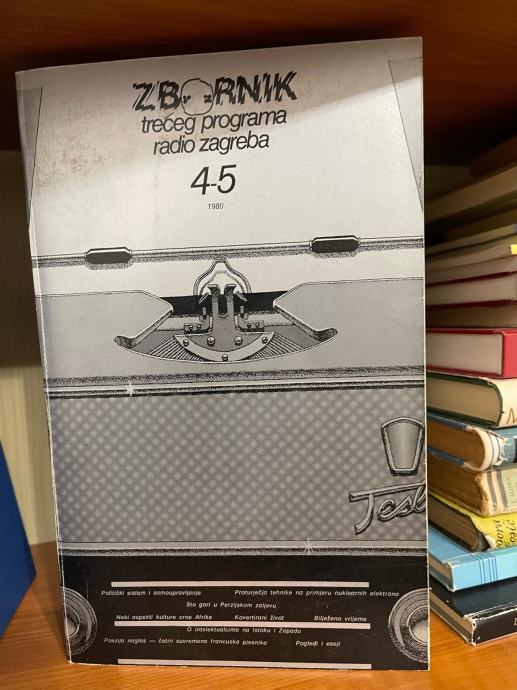 ZBORNIK
trećeg programa
radio zagreba
4-5
1980.
Tesl
Politički sistem i samoupravljanje Proturječja tehnike na primjeru nuklearnih elektrana
Što gori u Perzijskom zaljevu
Neki aspekti kulture crne Afrike Kovertirani život Bilježeno vrijeme
O intelektualcima na Istoku i Zapadu
Poezija naglas — četiri suvremena francuska pjesnika Pogledi i eseji